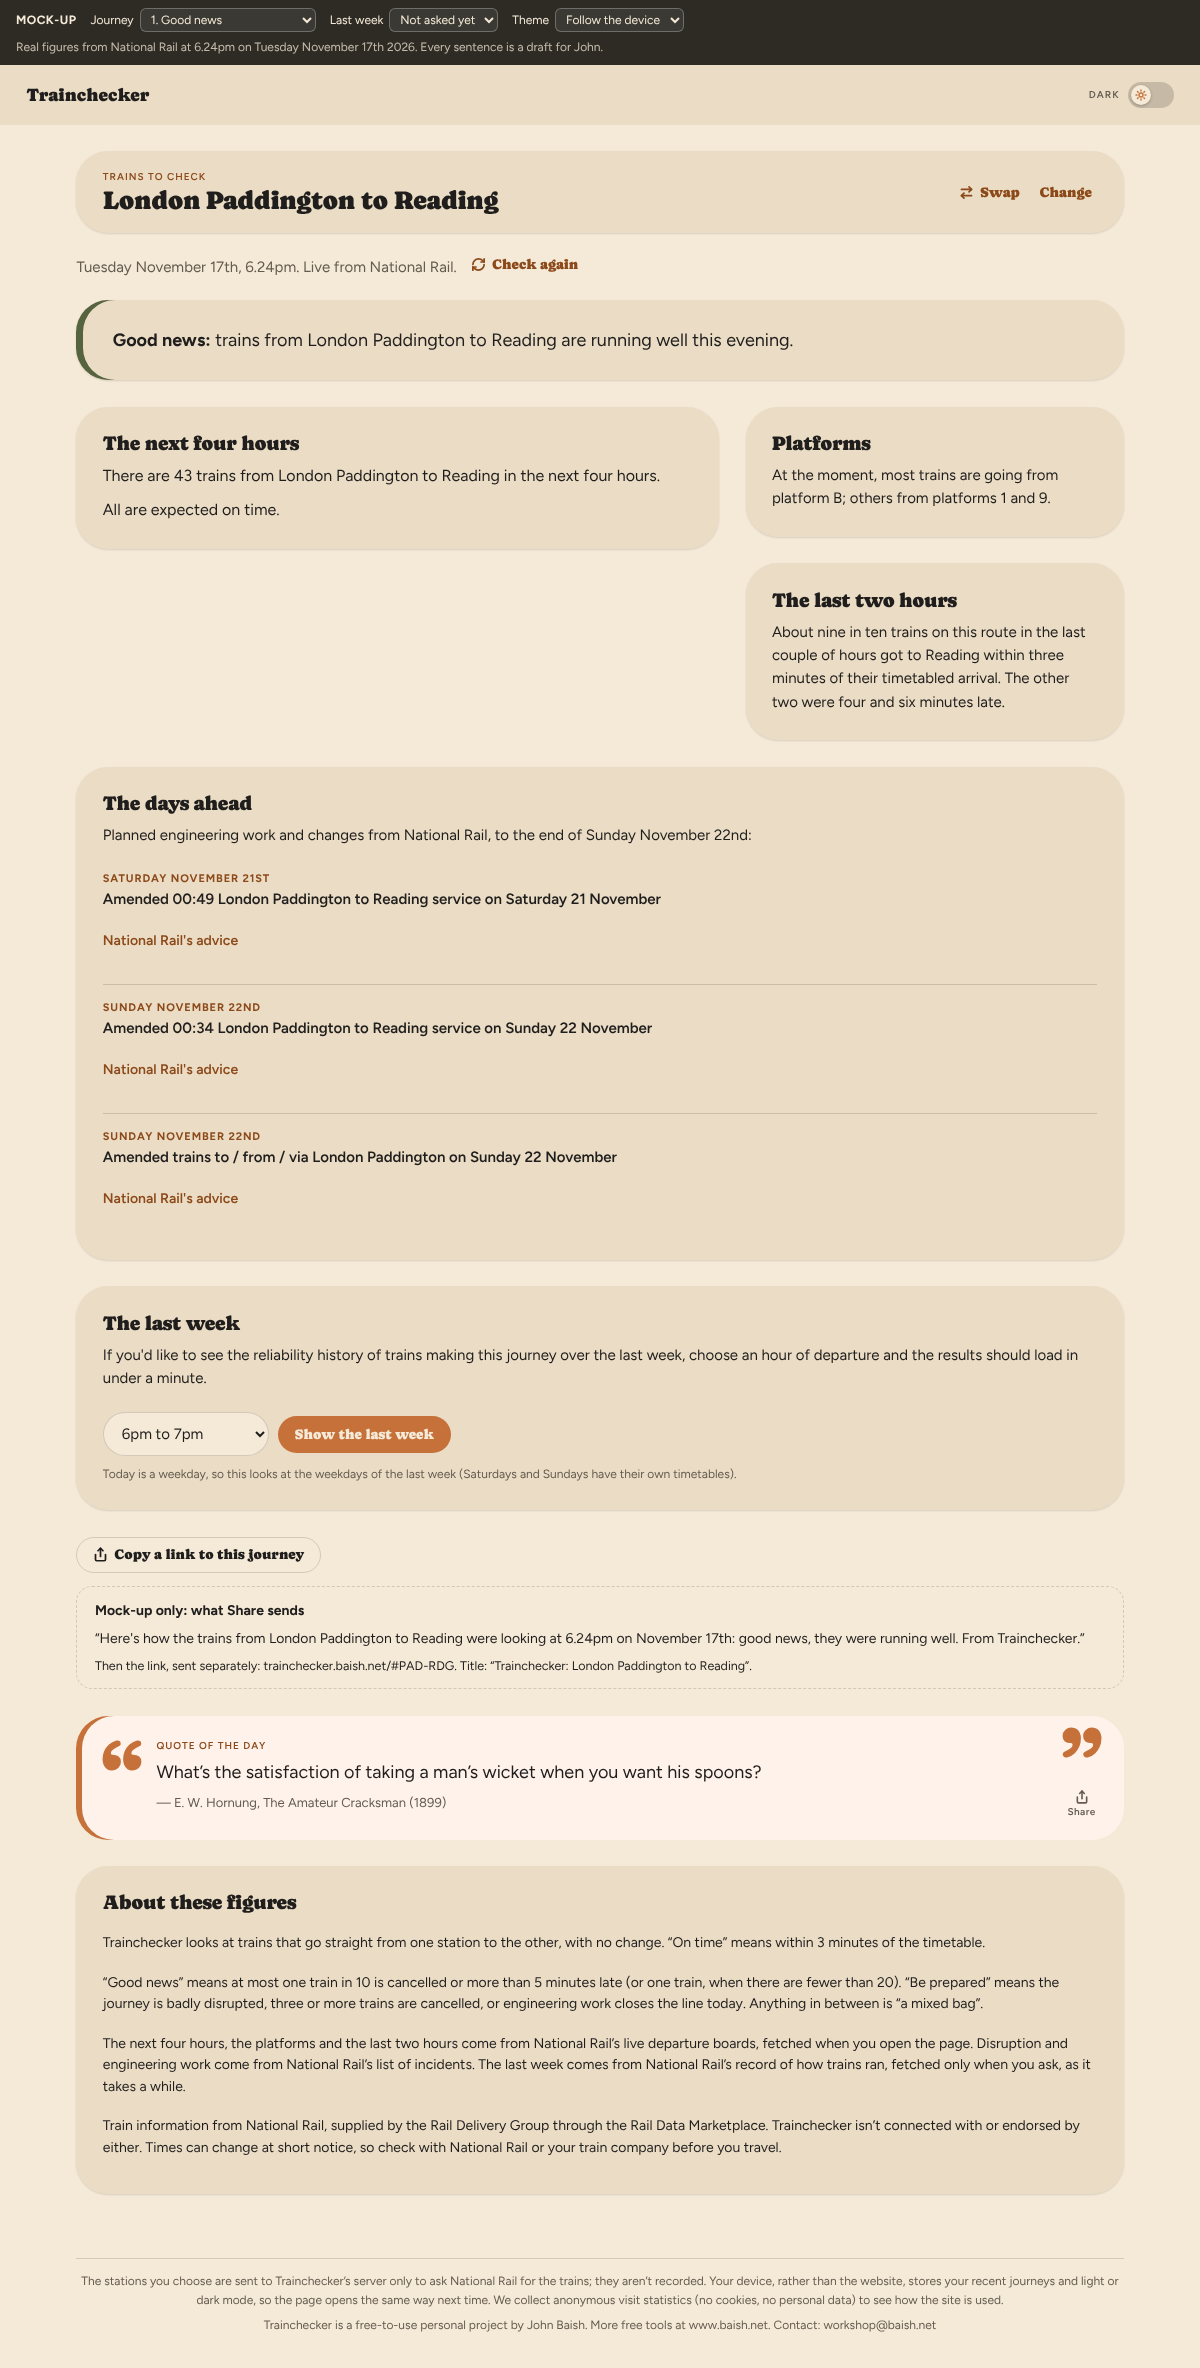 MOCK-UP Journey 1. Good news Last week Not asked yet Theme Follow the device
Real figures from National Rail at 6.24pm on Tuesday November 17th 2026. Every sentence is a draft for John.
Trainchecker
DARK
TRAINS TO CHECK
London Paddington to Reading
Swap Change
Tuesday November 17th, 6.24pm. Live from National Rail. Check again
Good news: trains from London Paddington to Reading are running well this evening.
The next four hours
There are 43 trains from London Paddington to Reading in the next four hours.
All are expected on time.
Platforms
At the moment, most trains are going from
platform B; others from platforms 1 and 9.
The last two hours
About nine in ten trains on this route in the last
couple of hours got to Reading within three
minutes of their timetabled arrival. The other
two were four and six minutes late.
The days ahead
Planned engineering work and changes from National Rail, to the end of Sunday November 22nd:
SATURDAY NOVEMBER 21ST
Amended 00:49 London Paddington to Reading service on Saturday 21 November
National Rail's advice
SUNDAY NOVEMBER 22ND
Amended 00:34 London Paddington to Reading service on Sunday 22 November
National Rail's advice
SUNDAY NOVEMBER 22ND
Amended trains to / from / via London Paddington on Sunday 22 November
National Rail's advice
The last week
If you'd like to see the reliability history of trains making this journey over the last week, choose an hour of departure and the results should load in
under a minute.
6pm to 7pm Show the last week
Today is a weekday, so this looks at the weekdays of the last week (Saturdays and Sundays have their own timetables).
Copy a link to this journey
Mock-up only: what Share sends
“Here's how the trains from London Paddington to Reading were looking at 6.24pm on November 17th: good news, they were running well. From Trainchecker.”
Then the link, sent separately: trainchecker.baish.net/#PAD-RDG. Title: “Trainchecker: London Paddington to Reading”.
“ ”
QUOTE OF THE DAY
What’s the satisfaction of taking a man’s wicket when you want his spoons?
— E. W. Hornung, The Amateur Cracksman (1899)
Share
About these figures
Trainchecker looks at trains that go straight from one station to the other, with no change. “On time” means within 3 minutes of the timetable.
“Good news” means at most one train in 10 is cancelled or more than 5 minutes late (or one train, when there are fewer than 20). “Be prepared” means the
journey is badly disrupted, three or more trains are cancelled, or engineering work closes the line today. Anything in between is “a mixed bag”.
The next four hours, the platforms and the last two hours come from National Rail’s live departure boards, fetched when you open the page. Disruption and
engineering work come from National Rail’s list of incidents. The last week comes from National Rail’s record of how trains ran, fetched only when you ask, as it
takes a while.
Train information from National Rail, supplied by the Rail Delivery Group through the Rail Data Marketplace. Trainchecker isn’t connected with or endorsed by
either. Times can change at short notice, so check with National Rail or your train company before you travel.
The stations you choose are sent to Trainchecker’s server only to ask National Rail for the trains; they aren’t recorded. Your device, rather than the website, stores your recent journeys and light or
dark mode, so the page opens the same way next time. We collect anonymous visit statistics (no cookies, no personal data) to see how the site is used.
Trainchecker is a free-to-use personal project by John Baish. More free tools at www.baish.net. Contact: workshop@baish.net